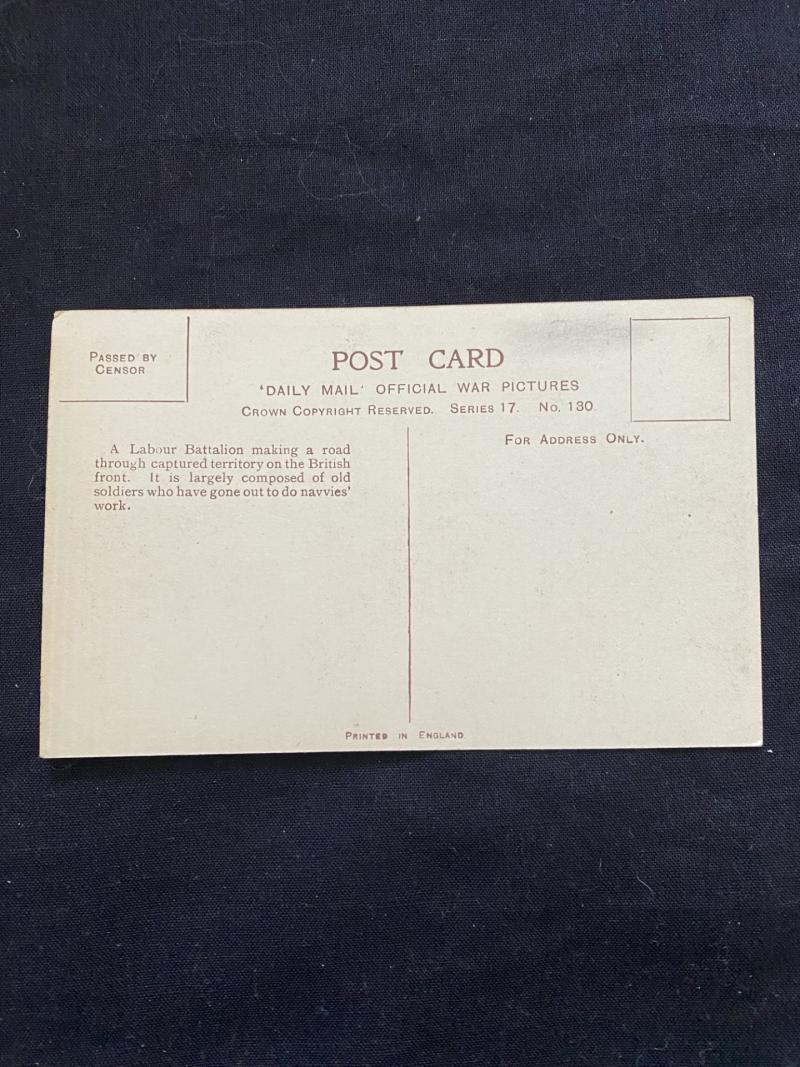 PASSED BY
CENSOR
POST CARD
'DAILY MAIL' OFFICIAL WAR PICTURES
CROWN COPYRIGHT RESERVED. SERIES 17. No. 130.
FOR ADDRESS ONLY.
A Labour Battalion making a road
through captured territory on the British
front. It is largely composed of old
soldiers who have gone out to do navvies'
work.
PRINTED IN ENGLAND